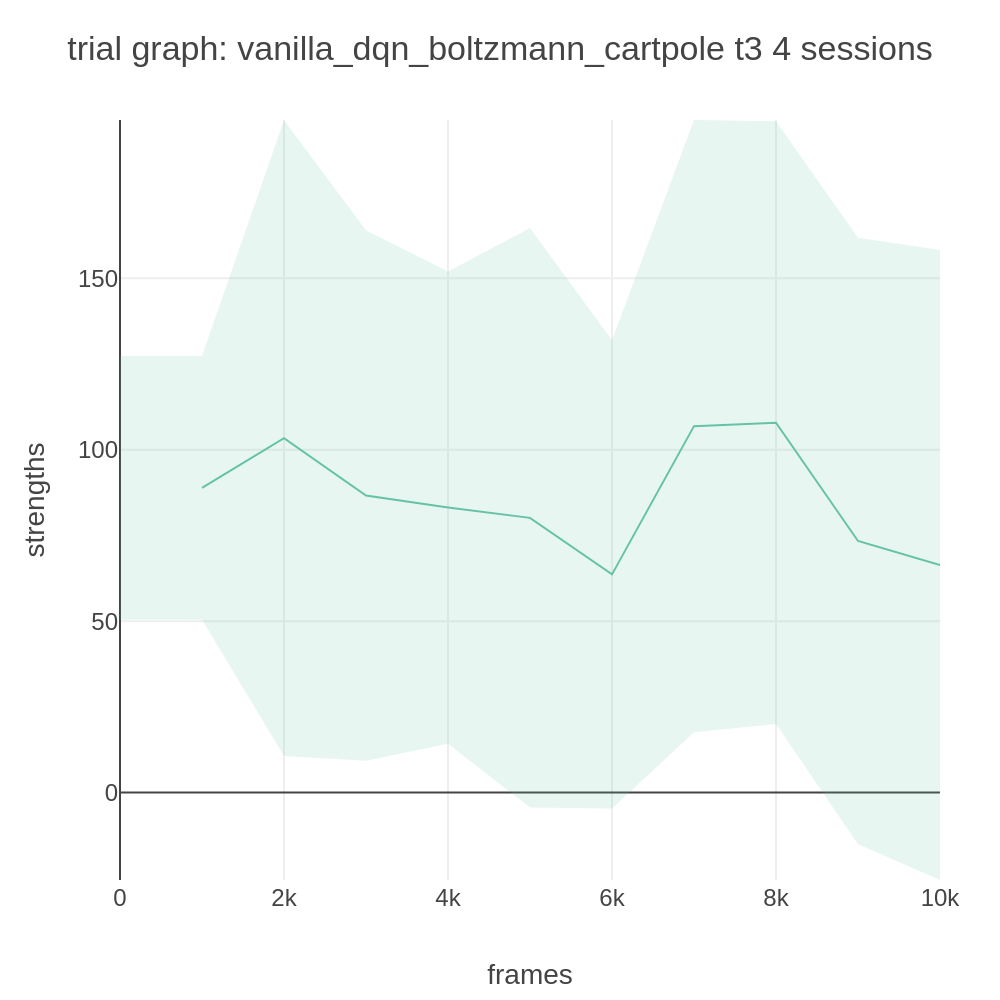 trial graph: vanilla_dqn_boltzmann_cartpole t3 4 sessions
150
100
50
0
strengths
0 2k 4k 6k 8k 10k
frames